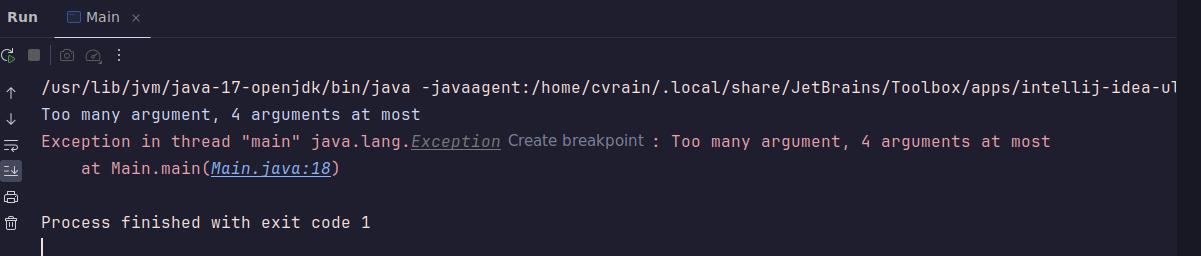 Run Main ×
/usr/lib/jvm/java-17-openjdk/bin/java -javaagent:/home/cvrain/.local/share/JetBrains/Toolbox/apps/intellij-idea-ul
Too many argument, 4 arguments at most
Exception in thread "main" java.lang.Exception Create breakpoint : Too many argument, 4 arguments at most
at Main.main(Main.java:18)
Process finished with exit code 1